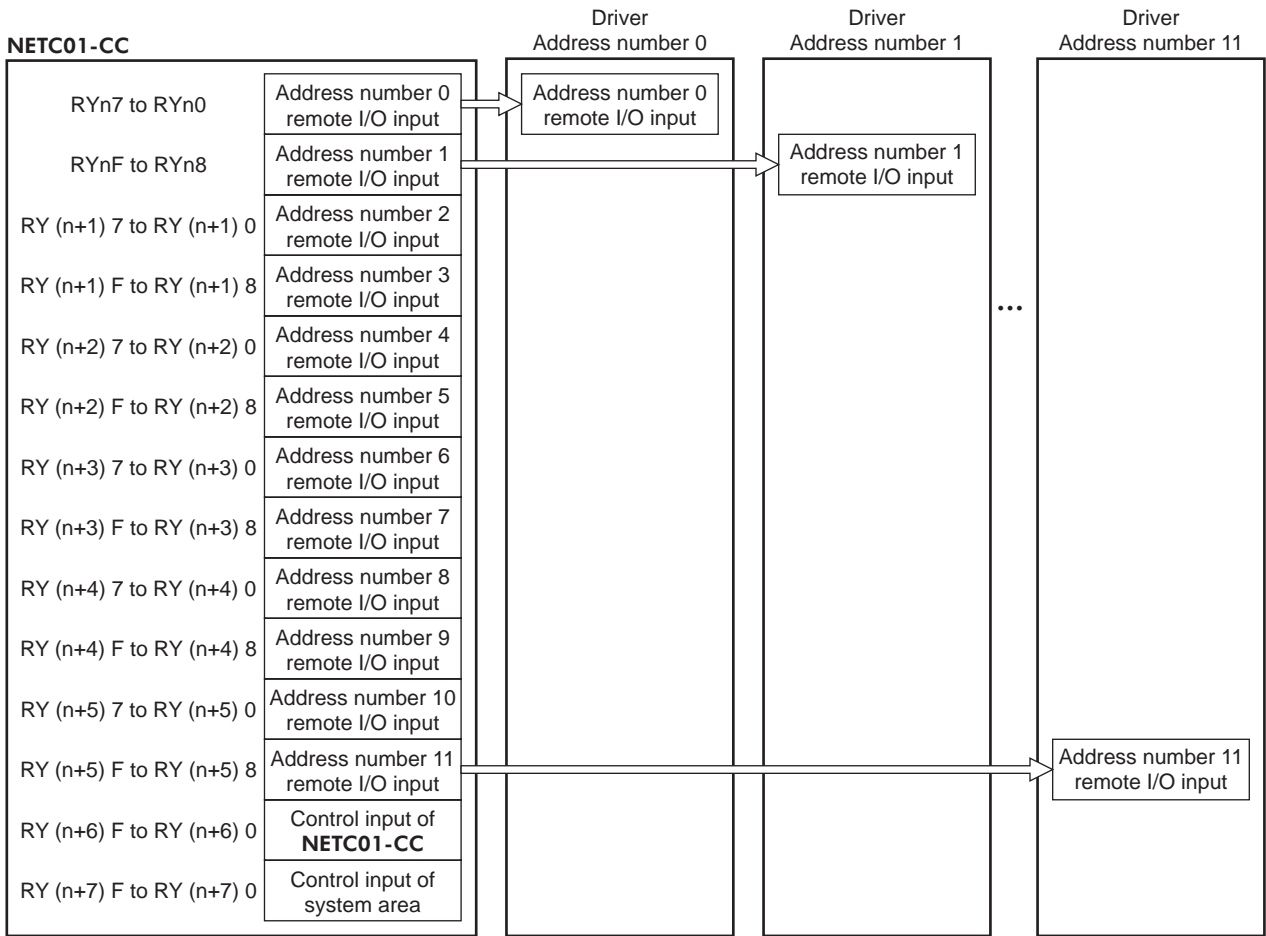 NETC01-CC
Driver
Address number 0
Driver
Address number 1
Driver
Address number 11
RYn7 to RYn0
Address number 0
remote I/O input
Address number 0
remote I/O input
RYnF to RYn8
Address number 1
remote I/O input
Address number 1
remote I/O input
RY (n+1) 7 to RY (n+1) 0
Address number 2
remote I/O input
RY (n+1) F to RY (n+1) 8
Address number 3
remote I/O input
...
RY (n+2) 7 to RY (n+2) 0
Address number 4
remote I/O input
RY (n+2) F to RY (n+2) 8
Address number 5
remote I/O input
RY (n+3) 7 to RY (n+3) 0
Address number 6
remote I/O input
RY (n+3) F to RY (n+3) 8
Address number 7
remote I/O input
RY (n+4) 7 to RY (n+4) 0
Address number 8
remote I/O input
RY (n+4) F to RY (n+4) 8
Address number 9
remote I/O input
RY (n+5) 7 to RY (n+5) 0
Address number 10
remote I/O input
RY (n+5) F to RY (n+5) 8
Address number 11
remote I/O input
Address number 11
remote I/O input
RY (n+6) F to RY (n+6) 0
Control input of
NETC01-CC
RY (n+7) F to RY (n+7) 0
Control input of
system area